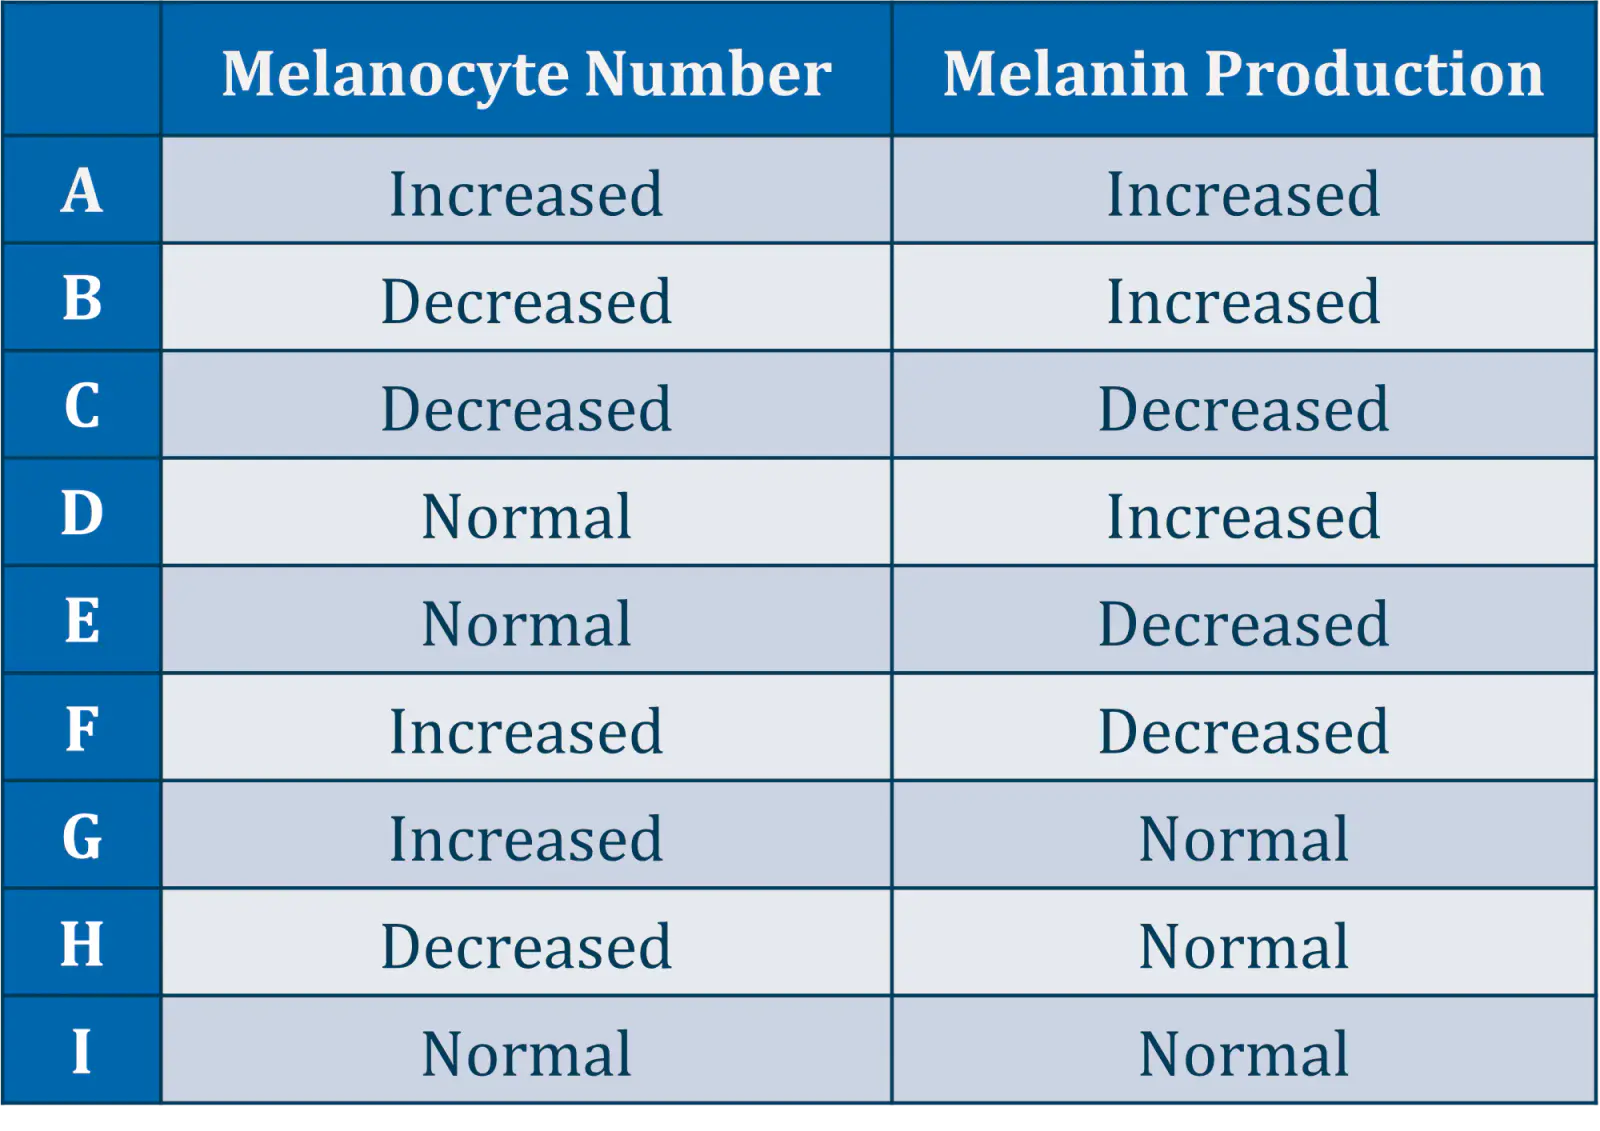 Melanocyte Number Melanin Production
A Increased Increased
B Decreased Increased
C Decreased Decreased
D Normal Increased
E Normal Decreased
F Increased Decreased
G Increased Normal
H Decreased Normal
I Normal Normal